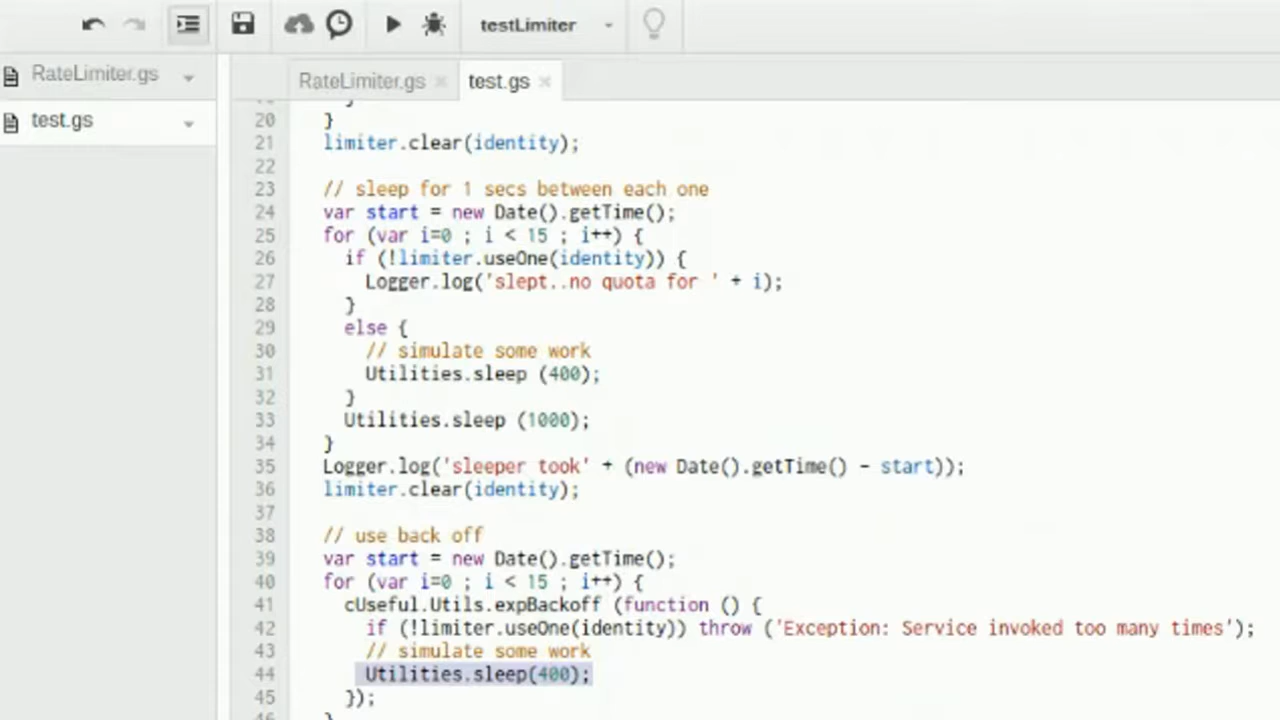 testLimiter
RateLimiter.gs
test.gs
RateLimiter.gs ×
test.gs ×
20 }
21 limiter.clear(identity);
22
23 // sleep for 1 secs between each one
24 var start = new Date().getTime();
25 for (var i=0 ; i < 15 ; i++) {
26 if (!limiter.useOne(identity)) {
27 Logger.log('slept..no quota for ' + i);
28 }
29 else {
30 // simulate some work
31 Utilities.sleep (400);
32 }
33 Utilities.sleep (1000);
34 }
35 Logger.log('sleeper took' + (new Date().getTime() - start));
36 limiter.clear(identity);
37
38 // use back off
39 var start = new Date().getTime();
40 for (var i=0 ; i < 15 ; i++) {
41 cUseful.Utils.expBackoff (function () {
42 if (!limiter.useOne(identity)) throw ('Exception: Service invoked too many times');
43 // simulate some work
44 Utilities.sleep(400);
45 });